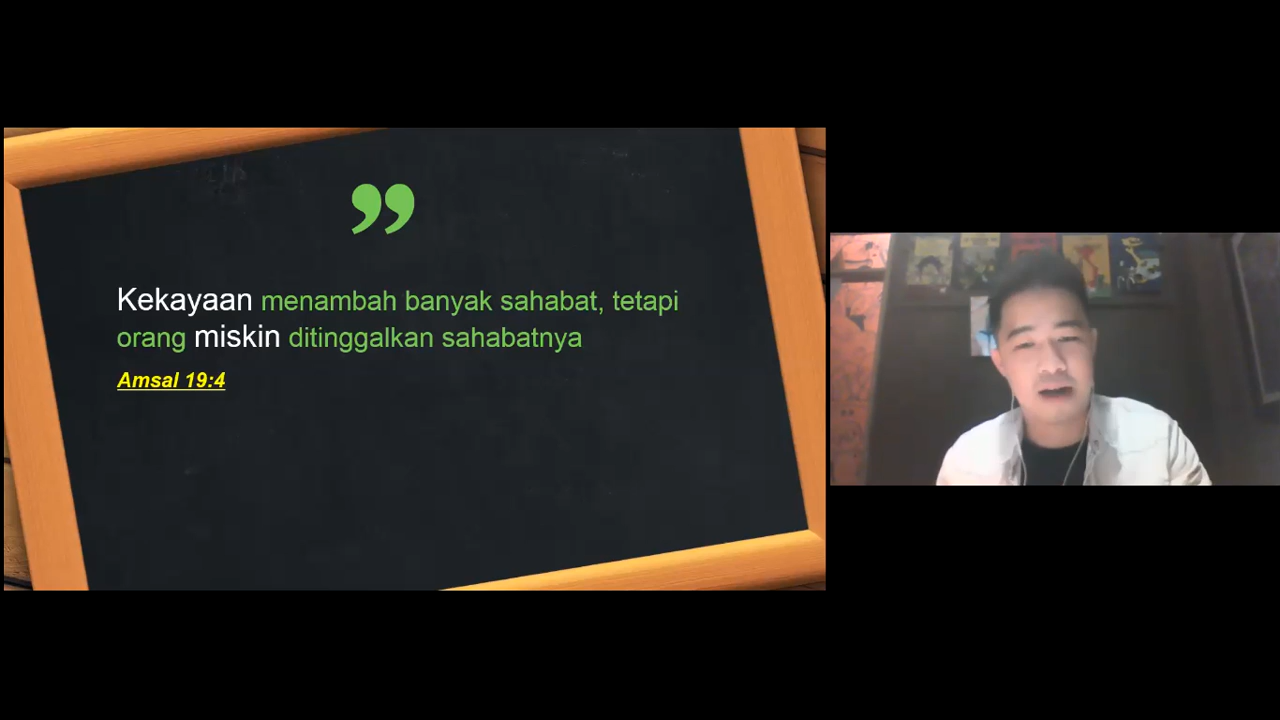 ”
Kekayaan menambah banyak sahabat, tetapi
orang miskin ditinggalkan sahabatnya
Amsal 19:4